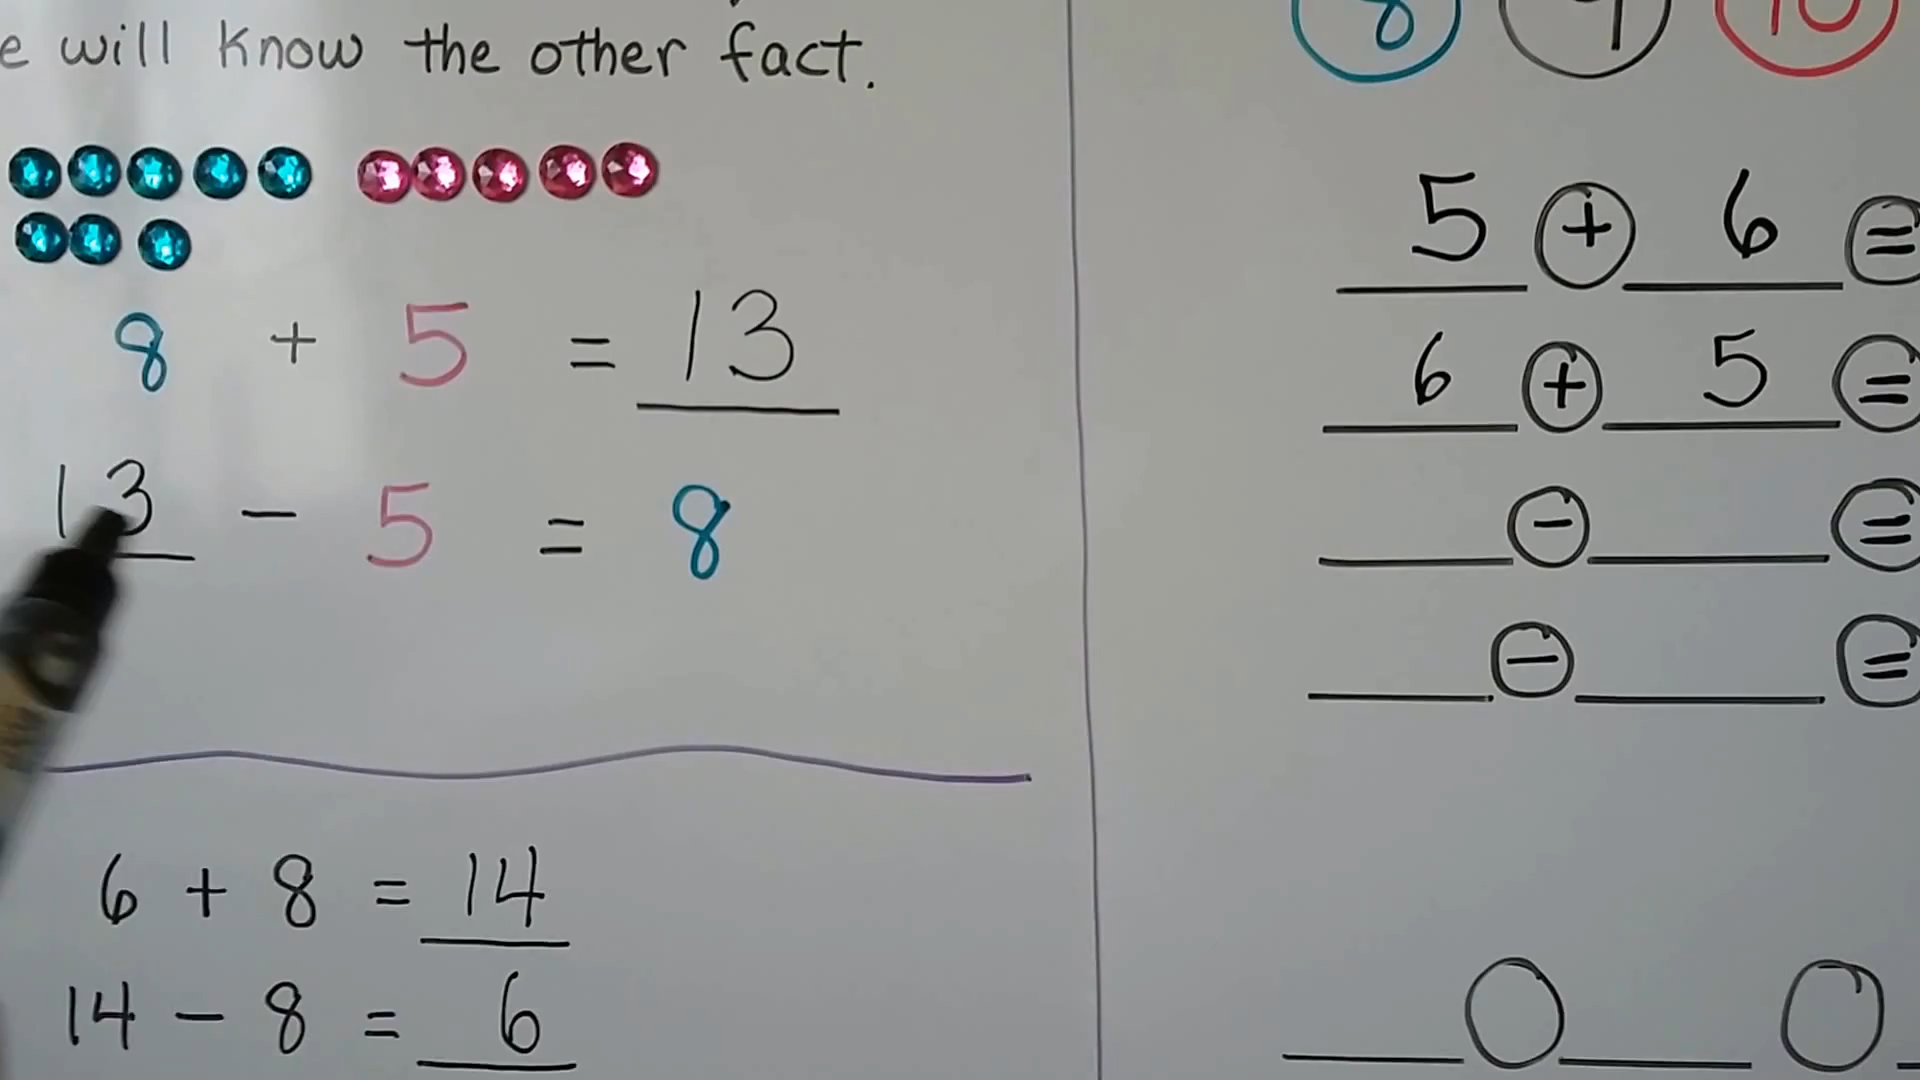 e will know the other fact.
8 + 5 = 13
13 - 5 = 8
6 + 8 = 14
14 - 8 = 6
8 9 10
5 + 6 =
6 + 5 =
- =
- =